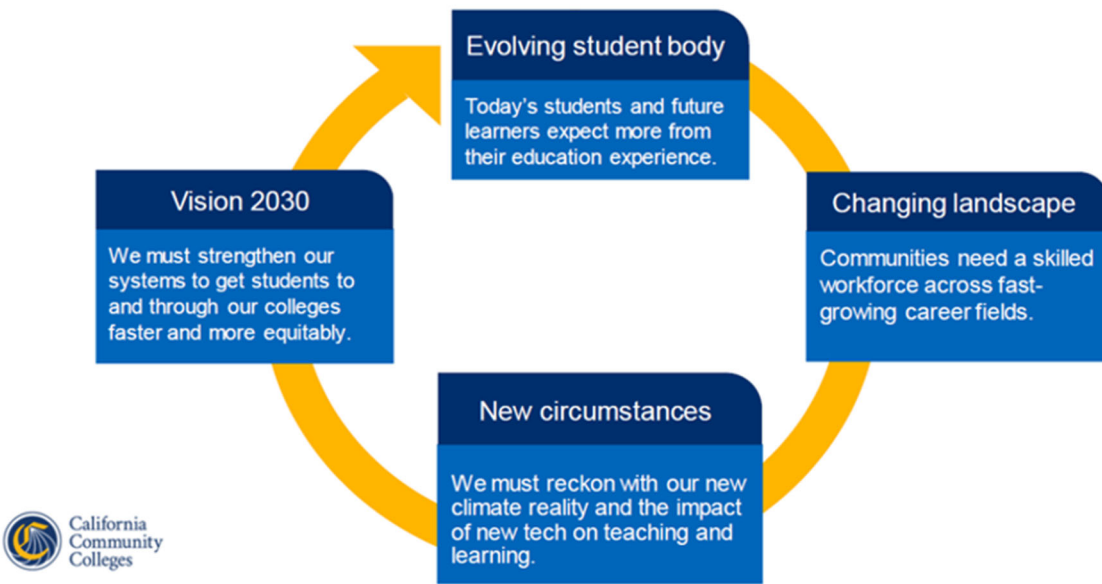 Evolving student body
Today's students and future
learners expect more from
their education experience.
Changing landscape
Communities need a skilled
workforce across fast-
growing career fields.
New circumstances
We must reckon with our new
climate reality and the impact
of new tech on teaching and
learning.
Vision 2030
We must strengthen our
systems to get students to
and through our colleges
faster and more equitably.
California
Community
Colleges